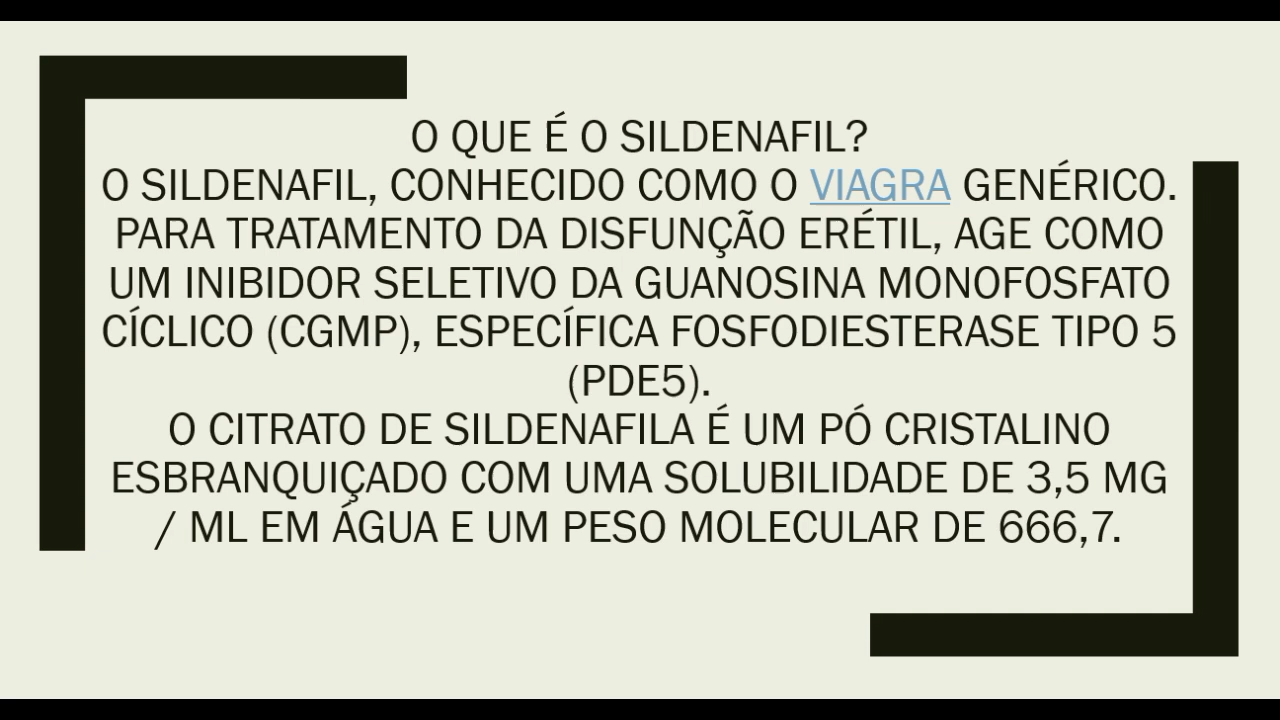 O QUE É O SILDENAFIL?
O SILDENAFIL, CONHECIDO COMO O VIAGRA GENÉRICO.
PARA TRATAMENTO DA DISFUNÇÃO ERÉTIL, AGE COMO
UM INIBIDOR SELETIVO DA GUANOSINA MONOFOSFATO
CÍCLICO (CGMP), ESPECÍFICA FOSFODIESTERASE TIPO 5
(PDE5).
O CITRATO DE SILDENAFILA É UM PÓ CRISTALINO
ESBRANQUIÇADO COM UMA SOLUBILIDADE DE 3,5 MG
/ ML EM ÁGUA E UM PESO MOLECULAR DE 666,7.